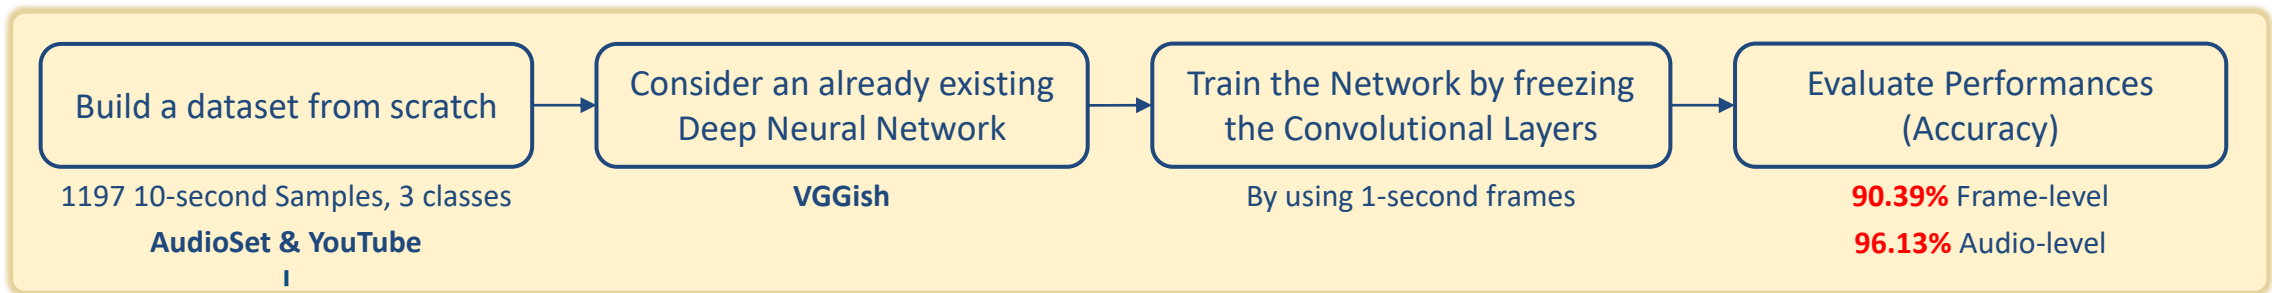 Build a dataset from scratch
Consider an already existing
Deep Neural Network
Train the Network by freezing
the Convolutional Layers
Evaluate Performances
(Accuracy)
1197 10-second Samples, 3 classes
AudioSet & YouTube
VGGish
By using 1-second frames
90.39% Frame-level
96.13% Audio-level